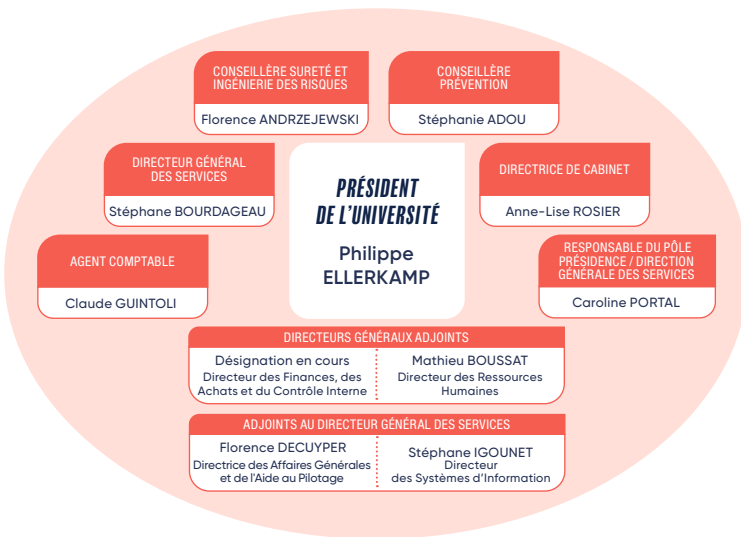 CONSEILLÈRE SURETÉ ET
INGÉNIERIE DES RISQUES
Florence ANDRZEJEWSKI
CONSEILLÈRE
PRÉVENTION
Stéphanie ADOU
DIRECTEUR GÉNÉRAL
DES SERVICES
Stéphane BOURDAGEAU
PRÉSIDENT
DE L'UNIVERSITÉ
Philippe
ELLERKAMP
DIRECTRICE DE CABINET
Anne-Lise ROSIER
AGENT COMPTABLE
Claude GUINTOLI
RESPONSABLE DU PÔLE
PRÉSIDENCE / DIRECTION
GÉNÉRALE DES SERVICES
Caroline PORTAL
DIRECTEURS GÉNÉRAUX ADJOINTS
Désignation en cours
Directeur des Finances, des
Achats et du Contrôle Interne
Mathieu BOUSSAT
Directeur des Ressources
Humaines
ADJOINTS AU DIRECTEUR GÉNÉRAL DES SERVICES
Florence DECUYPER
Directrice des Affaires Générales
et de l'Aide au Pilotage
Stéphane IGOUNET
Directeur
des Systèmes d'Information